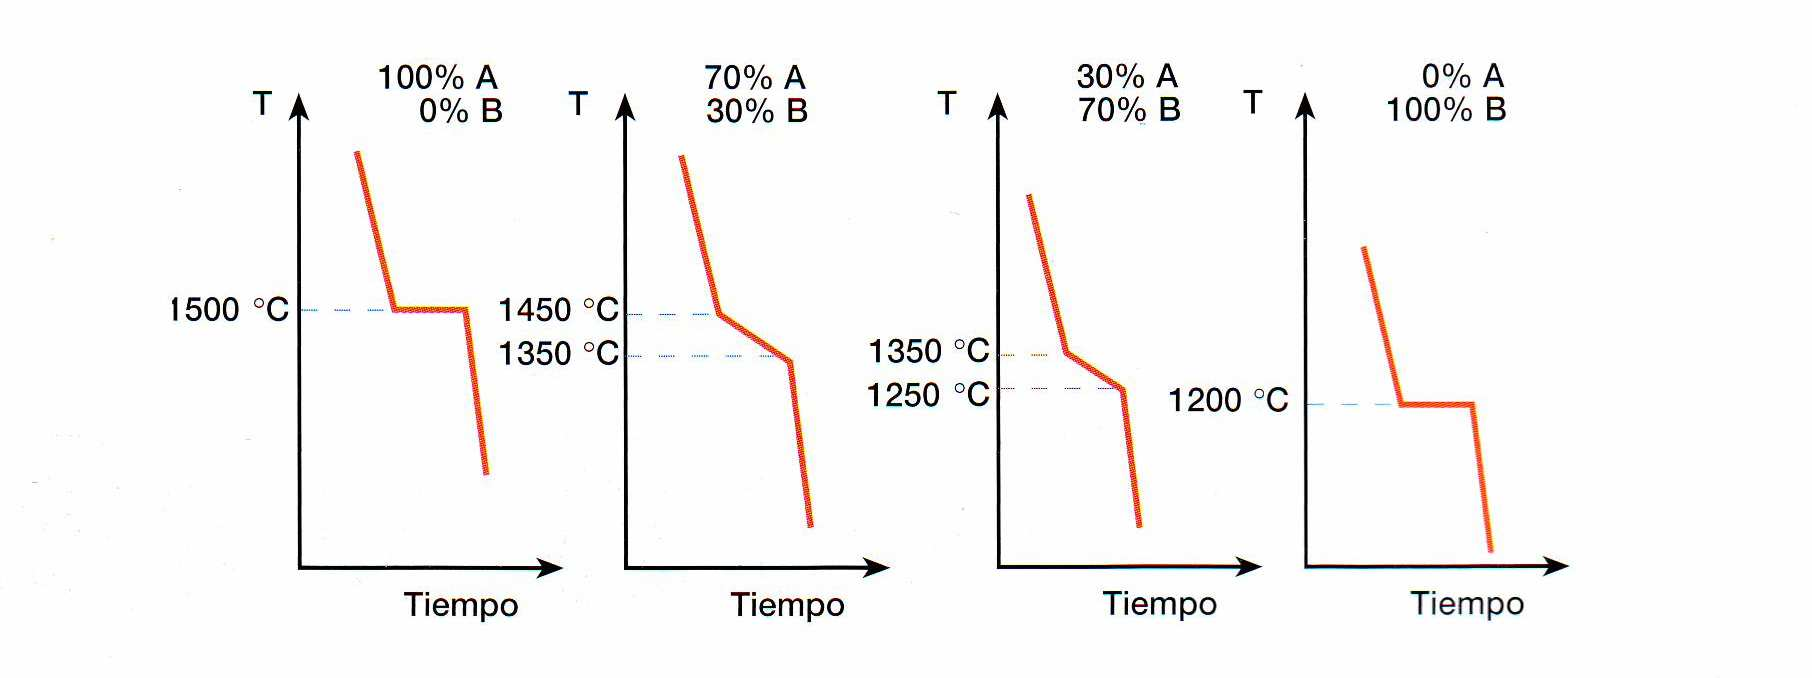 100% A
0% B
T
1500 °C
Tiempo
70% A
30% B
T
1450 °C
1350 °C
Tiempo
30% A
70% B
T
1350 °C
1250 °C
Tiempo
0% A
100% B
T
1200 °C
Tiempo